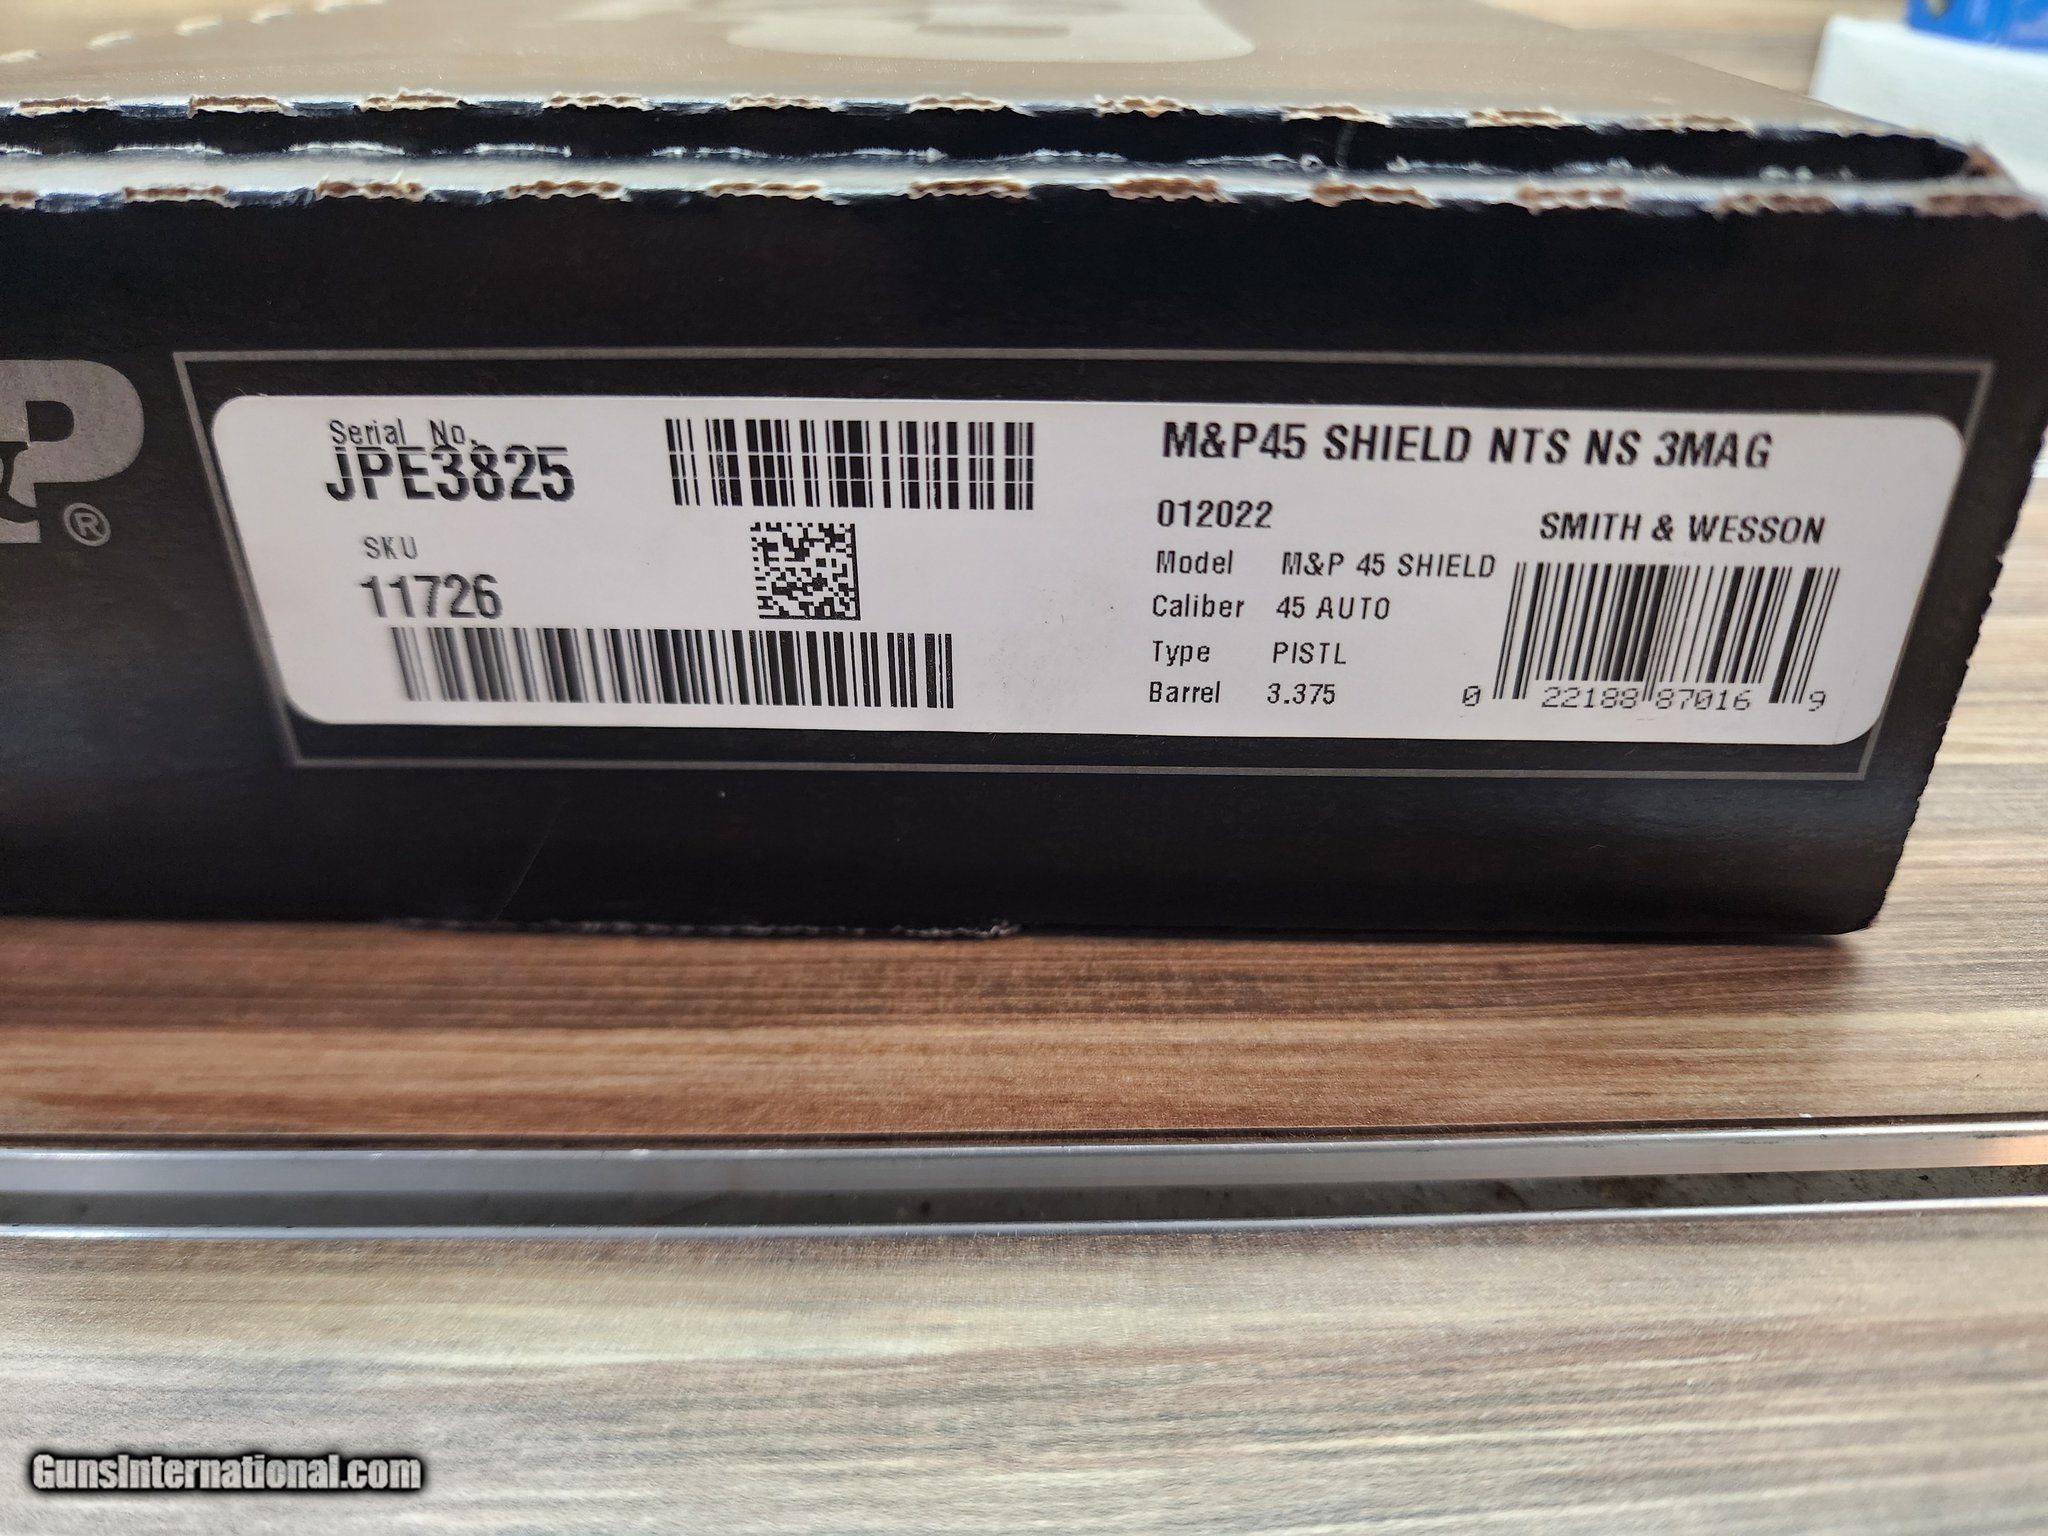 &P®
Serial No.
JPE3825
SKU
11726
M&P45 SHIELD NTS NS 3MAG
012022
SMITH & WESSON
Model M&P 45 SHIELD
Caliber 45 AUTO
Type PISTL
Barrel 3.375
0 22188 87016 9
GunsInternational.com